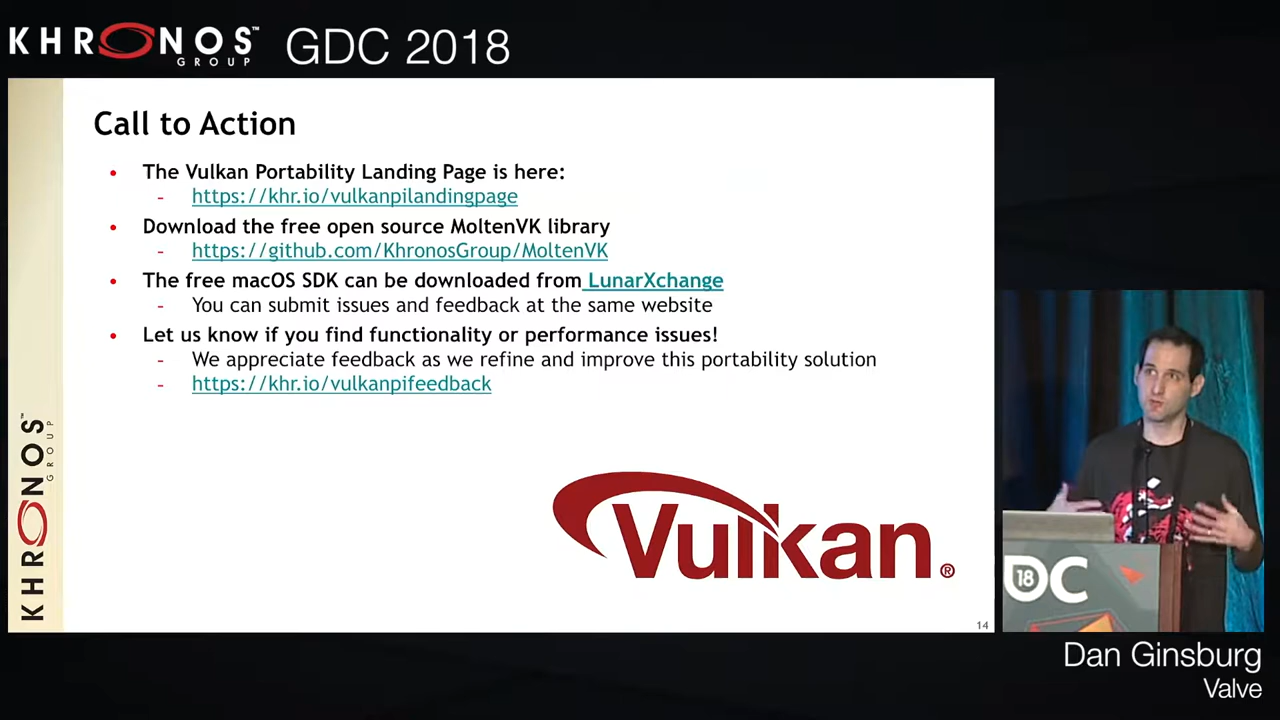 KHRONOS™
GROUP
GDC 2018
Call to Action
• The Vulkan Portability Landing Page is here:
- https://khr.io/vulkanpilandingpage
• Download the free open source MoltenVK library
- https://github.com/KhronosGroup/MoltenVK
• The free macOS SDK can be downloaded from LunarXchange
- You can submit issues and feedback at the same website
• Let us know if you find functionality or performance issues!
- We appreciate feedback as we refine and improve this portability solution
- https://khr.io/vulkanpifeedback
KHRONOS™
GROUP
Vulkan®
14
18
DC
Dan Ginsburg
Valve